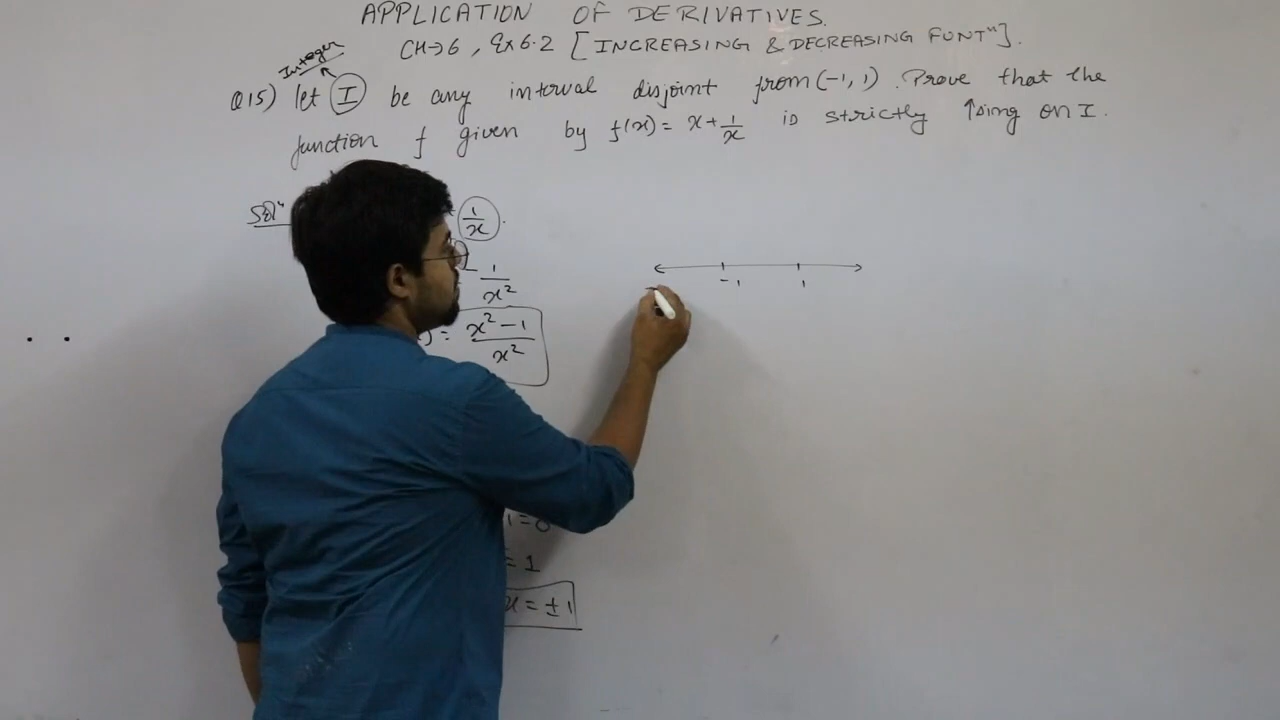 APPLICATION OF DERIVATIVES.
CH→6, Ex 6.2 [INCREASING & DECREASING FUNTⁿ].
Integer
Q15) let I be any interval disjoint from (-1, 1). Prove that the
function f given by f(x) = x + 1/x is strictly ↑sing on I.
Solⁿ 1/x.
- 1/x²
= x² - 1 / x²
-1 1
= 0
= 1
x = ± 1